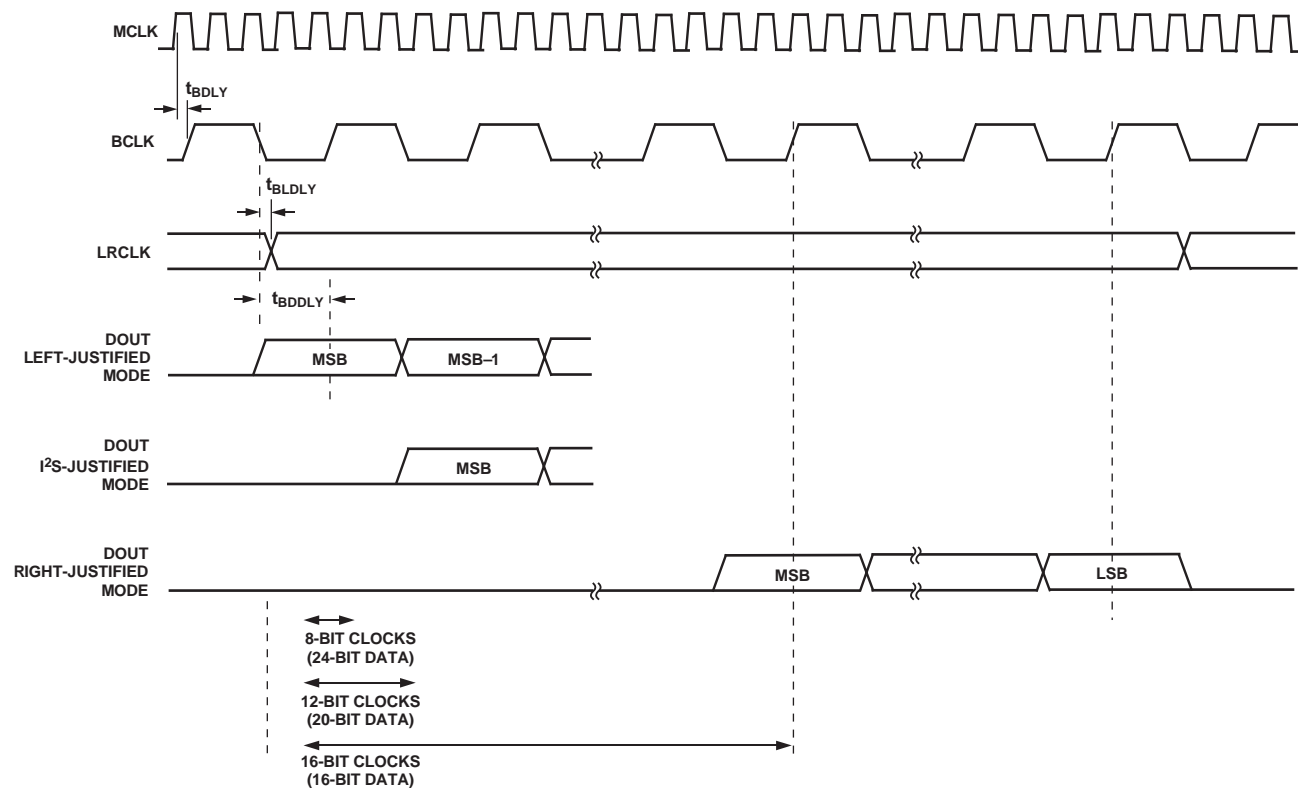 MCLK
tBDLY
BCLK
tBLDLY
LRCLK
tBDDLY
DOUT
LEFT-JUSTIFIED
MODE
MSB
MSB–1
DOUT
I²S-JUSTIFIED
MODE
MSB
DOUT
RIGHT-JUSTIFIED
MODE
MSB
LSB
8-BIT CLOCKS
(24-BIT DATA)
12-BIT CLOCKS
(20-BIT DATA)
16-BIT CLOCKS
(16-BIT DATA)